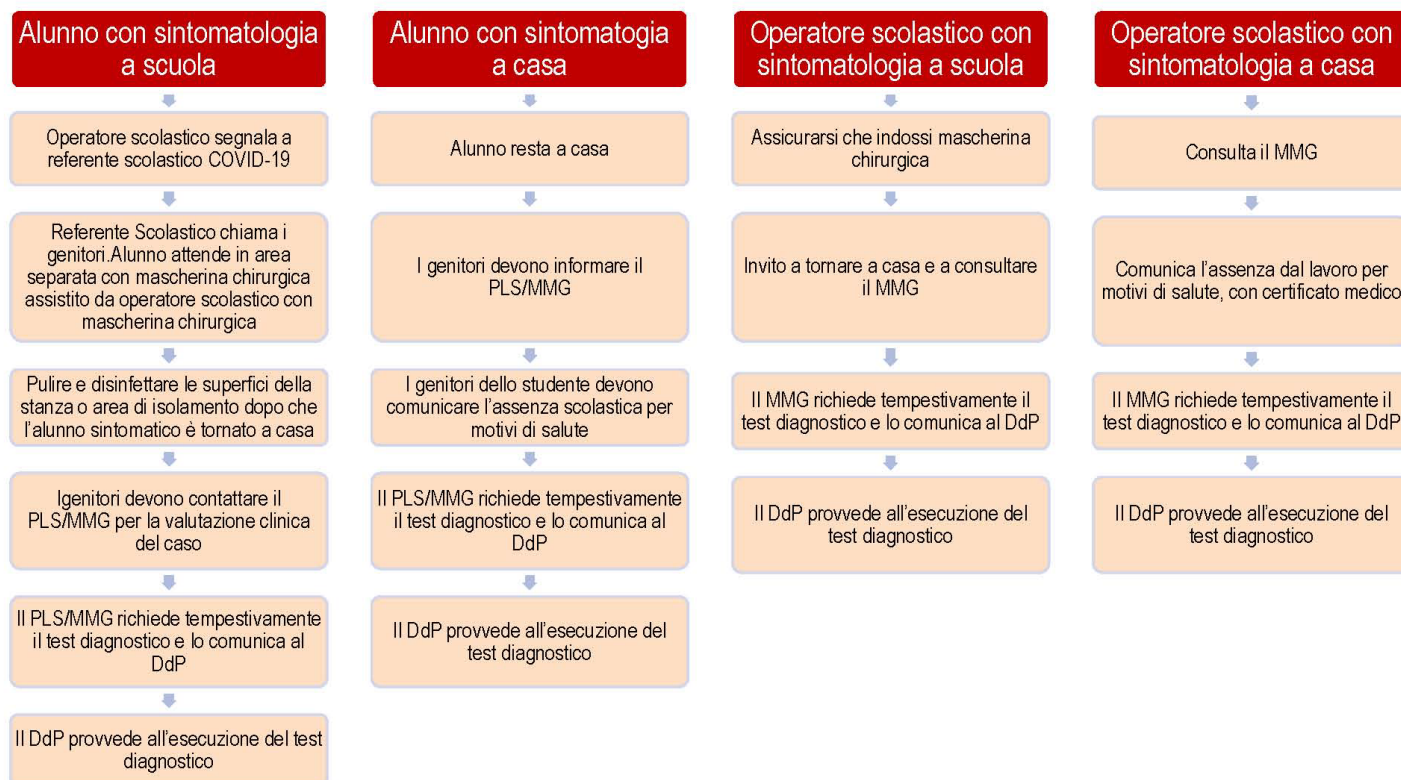 Alunno con sintomatologia
a scuola
Operatore scolastico segnala a
referente scolastico COVID-19
Referente Scolastico chiama i
genitori.Alunno attende in area
separata con mascherina chirurgica
assistito da operatore scolastico con
mascherina chirurgica
Pulire e disinfettare le superfici della
stanza o area di isolamento dopo che
l'alunno sintomatico è tornato a casa
Igenitori devono contattare il
PLS/MMG per la valutazione clinica
del caso
Il PLS/MMG richiede tempestivamente
il test diagnostico e lo comunica al
DdP
Il DdP provvede all'esecuzione del test
diagnostico
Alunno con sintomatogia
a casa
Alunno resta a casa
I genitori devono informare il
PLS/MMG
I genitori dello studente devono
comunicare l'assenza scolastica per
motivi di salute
Il PLS/MMG richiede tempestivamente
il test diagnostico e lo comunica al
DdP
Il DdP provvede all'esecuzione del
test diagnostico
Operatore scolastico con
sintomatologia a scuola
Assicurarsi che indossi mascherina
chirurgica
Invito a tornare a casa e a consultare
il MMG
Il MMG richiede tempestivamente il
test diagnostico e lo comunica al DdP
Il DdP provvede all'esecuzione del
test diagnostico
Operatore scolastico con
sintomatologia a casa
Consulta il MMG
Comunica l'assenza dal lavoro per
motivi di salute, con certificato medico
Il MMG richiede tempestivamente il
test diagnostico e lo comunica al DdP
Il DdP provvede all'esecuzione del
test diagnostico